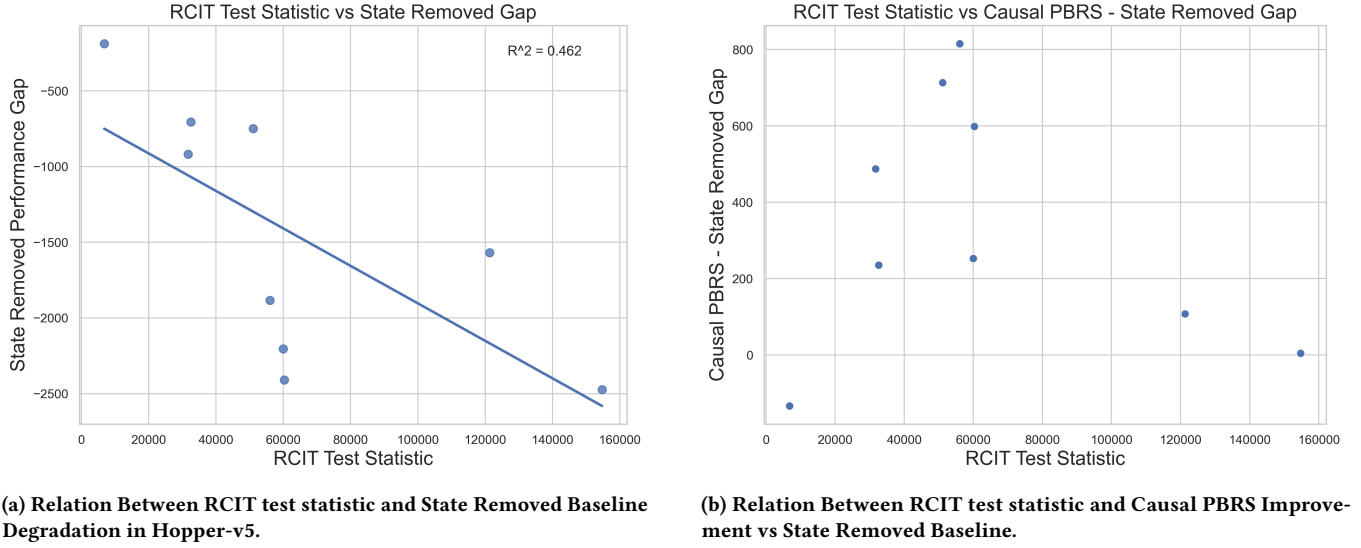 RCIT Test Statistic vs State Removed Gap
R^2 = 0.462
State Removed Performance Gap
−500
−1000
−1500
−2000
−2500
0 20000 40000 60000 80000 100000 120000 140000 160000
RCIT Test Statistic
(a) Relation Between RCIT test statistic and State Removed Baseline
Degradation in Hopper-v5.
RCIT Test Statistic vs Causal PBRS - State Removed Gap
Causal PBRS - State Removed Gap
800
600
400
200
0
0 20000 40000 60000 80000 100000 120000 140000 160000
RCIT Test Statistic
(b) Relation Between RCIT test statistic and Causal PBRS Improve-
ment vs State Removed Baseline.